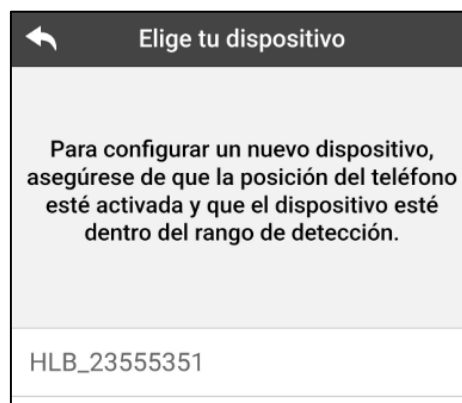 Elige tu dispositivo
Para configurar un nuevo dispositivo,
asegúrese de que la posición del teléfono
esté activada y que el dispositivo esté
dentro del rango de detección.
HLB_23555351